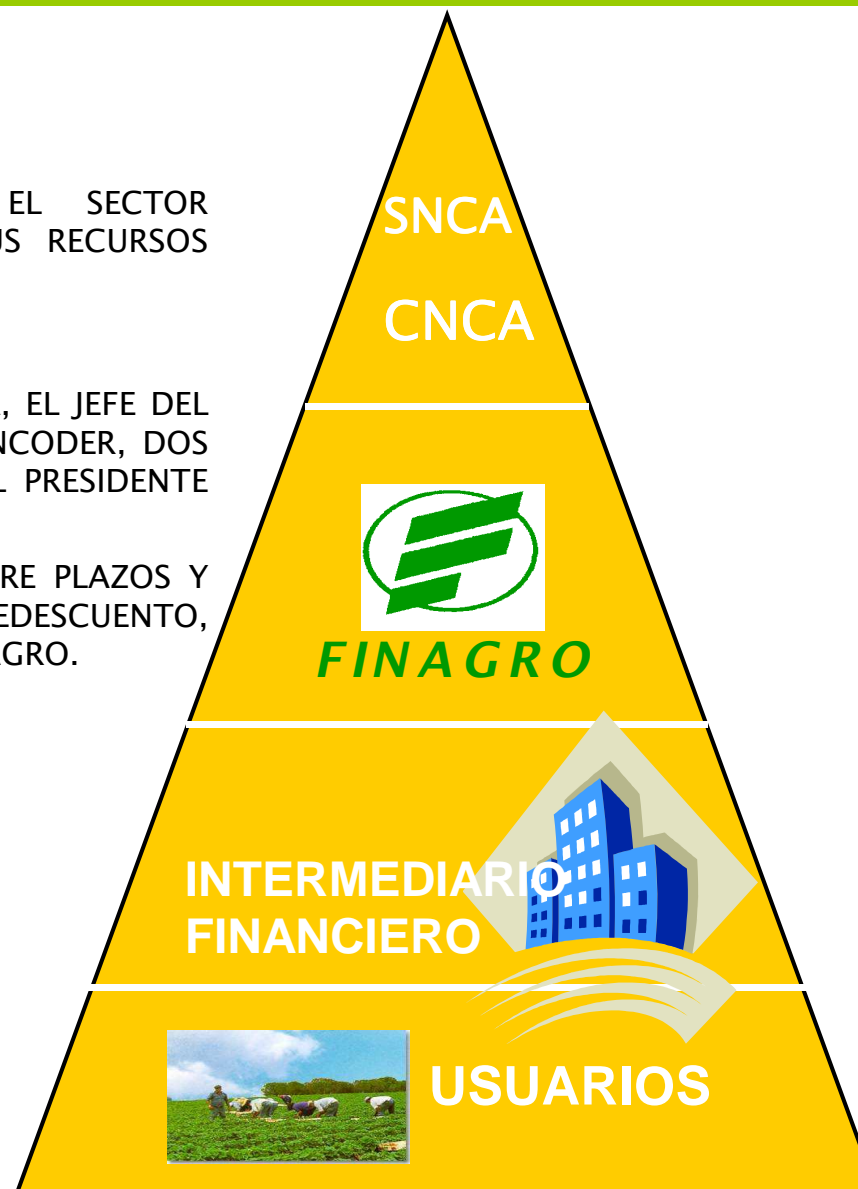 EL SECTOR
US RECURSOS
, EL JEFE DEL
NCODER, DOS
L PRESIDENTE
RE PLAZOS Y
EDESCUENTO,
AGRO.
SNCA
CNCA
FINAGRO
INTERMEDIARIO
FINANCIERO
USUARIOS